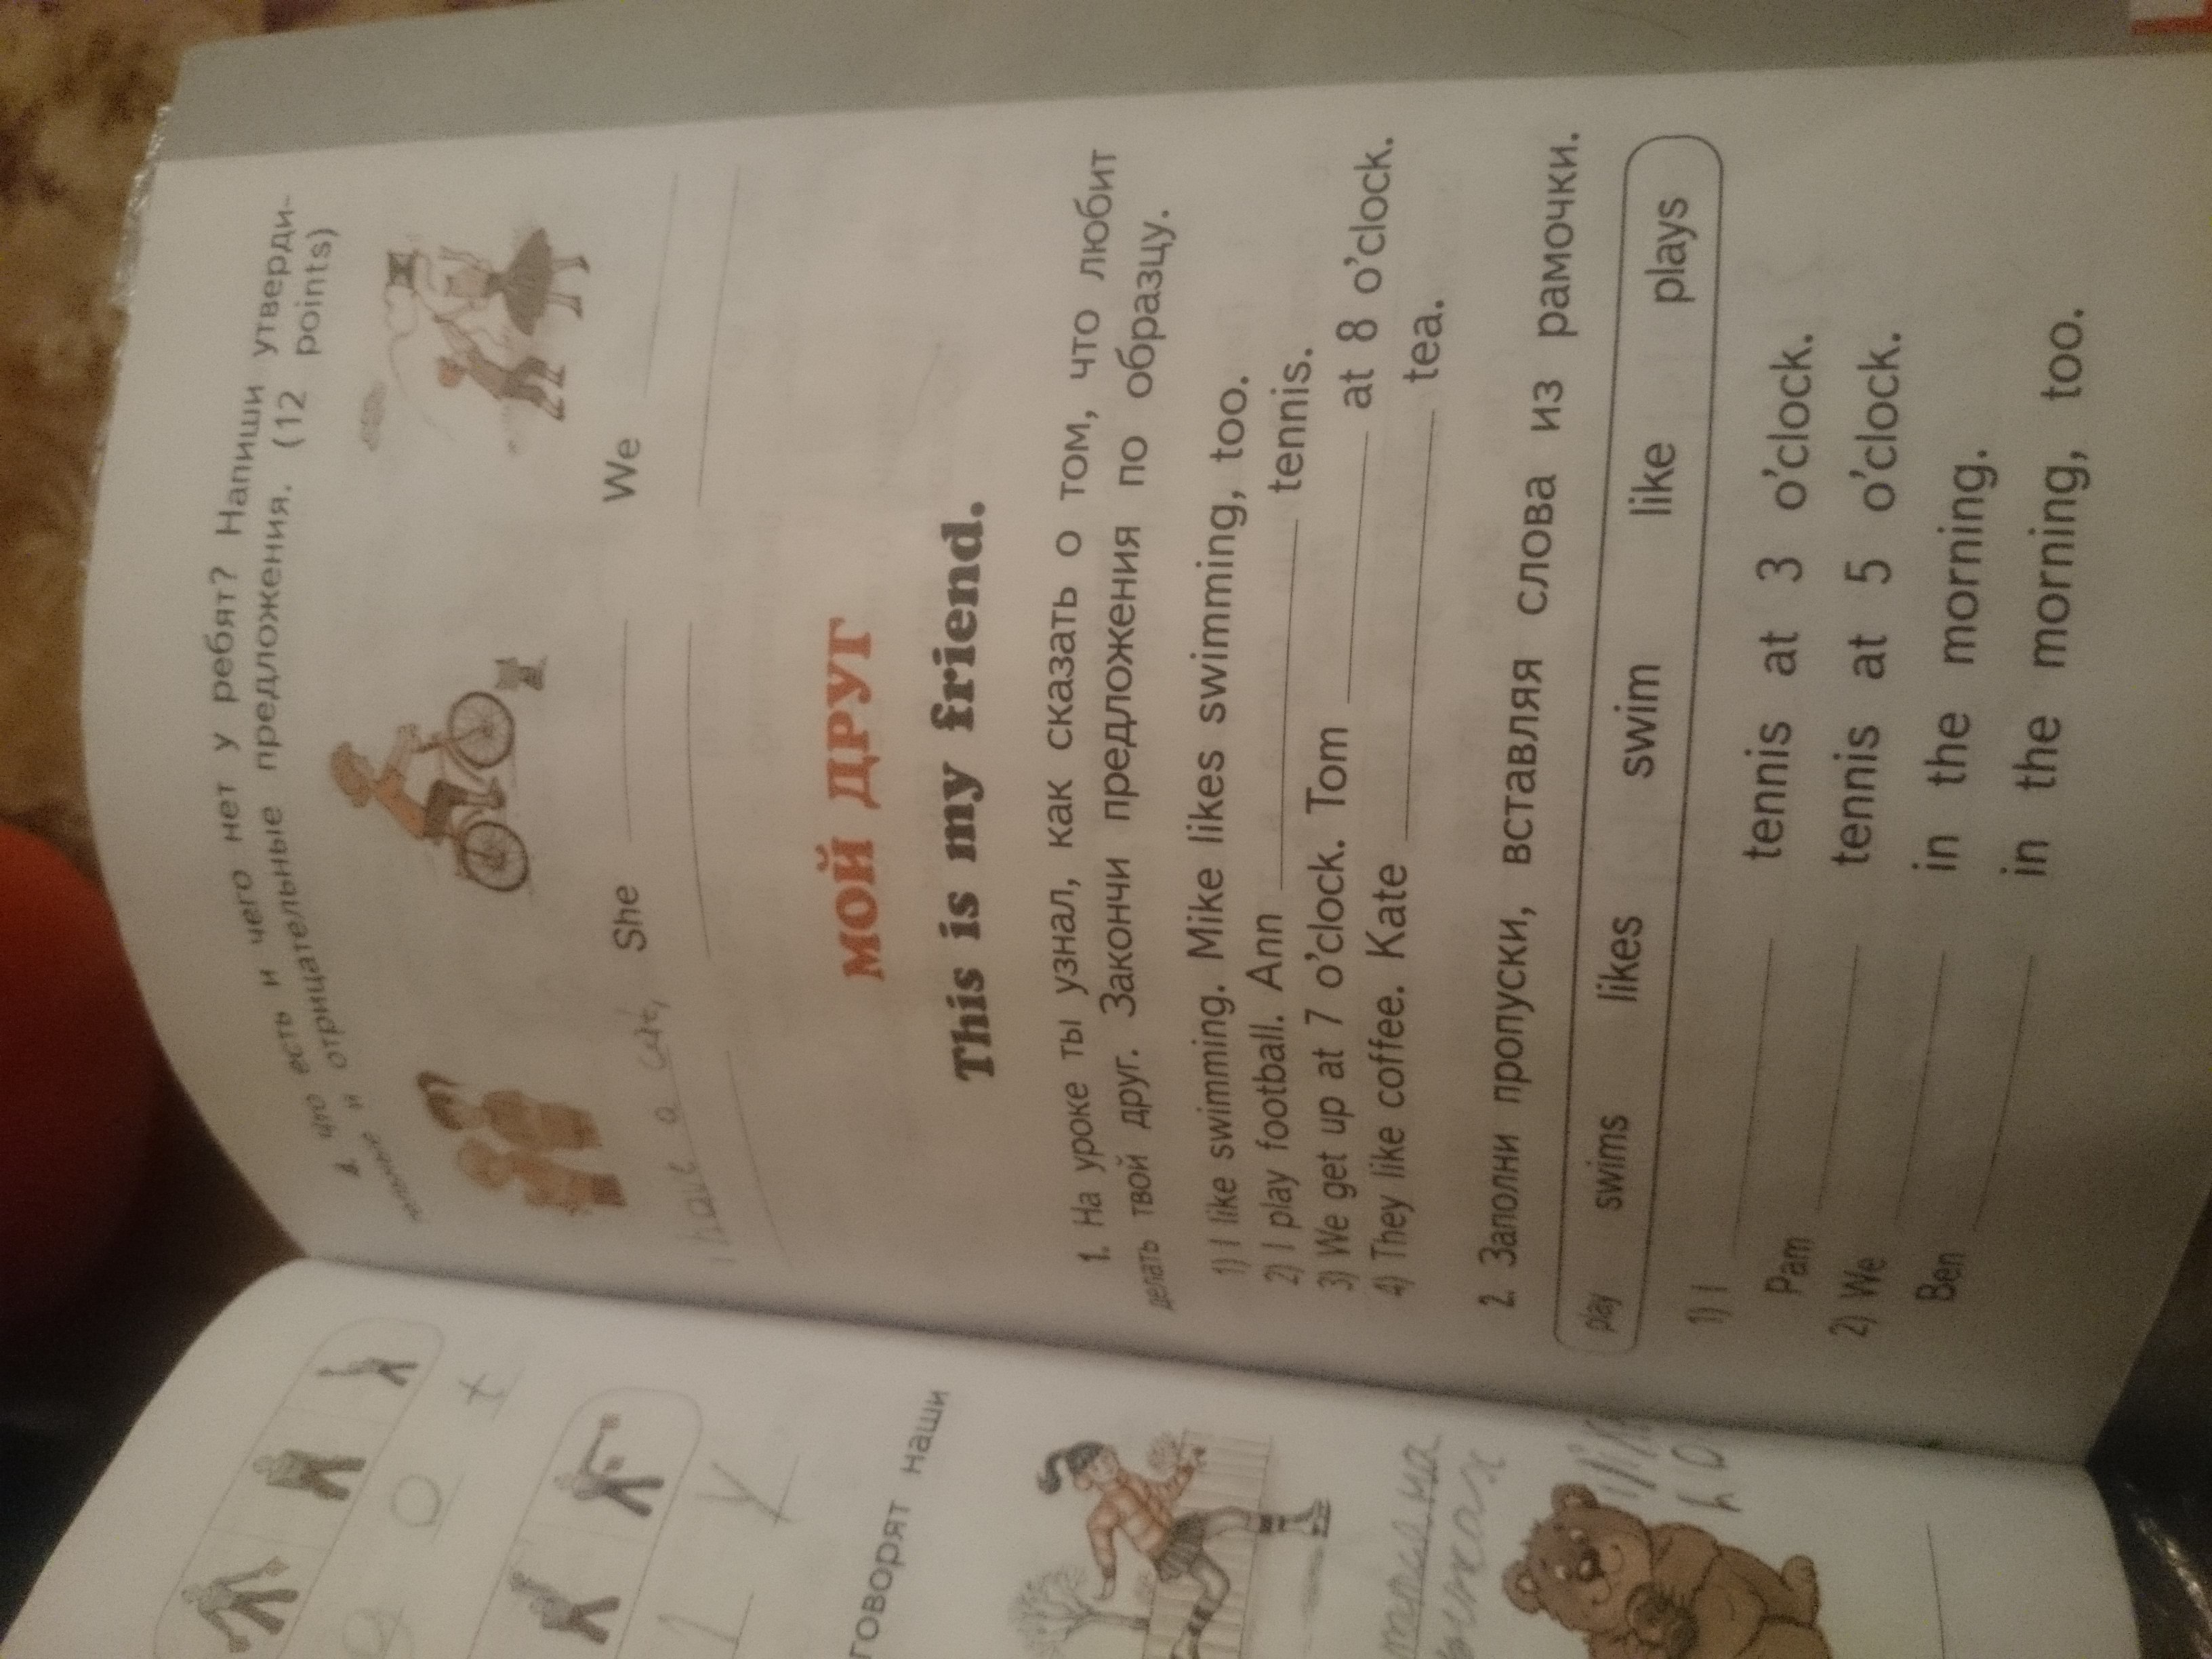 что есть и чего нет у ребят? Напиши утверди-
и отрицательные предложения. (12 points)
I have a cat,
She
We
МОЙ ДРУГ
This is my friend.
1. На уроке ты узнал, как сказать о том, что любит
делать твой друг. Закончи предложения по образцу.
1) I like swimming. Mike likes swimming, too.
2) I play football. Ann tennis.
3) We get up at 7 o'clock. Tom at 8 o'clock.
4) They like coffee. Kate tea.
2. Заполни пропуски, вставляя слова из рамочки.
play swims likes swim like plays
1) I tennis at 3 o'clock.
Pam tennis at 5 o'clock.
2) We in the morning.
Ben in the morning, too.
o t
1 y
говорят наши